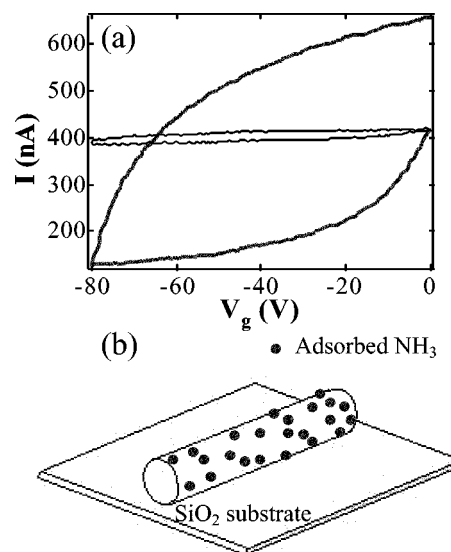 (a)
600
500
400
300
200
I (nA)
-80 -60 -40 -20 0
V_g (V)
(b)
Adsorbed NH₃
SiO₂ substrate